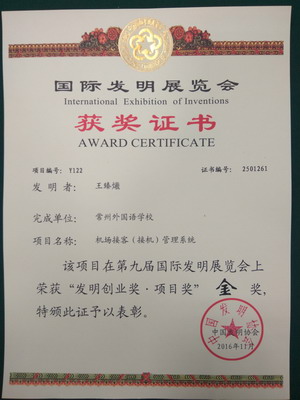 国际发明展览会
International Exhibition of Inventions
获奖证书
AWARD CERTIFICATE
项目编号: Y122 证书编号: 2501261
发明者: 王臻
完成单位: 常州外国语学校
项目名称: 机场接客（接机）管理系统
该项目在第九届国际发明展览会上
荣获“发明创业奖·项目奖” 金 奖,
特颁此证予以表彰。
中国发明协会
2016年11月